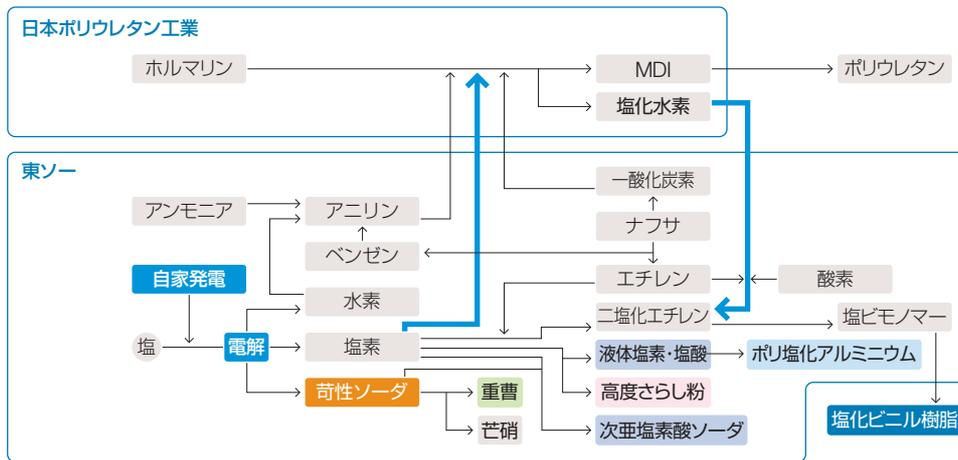 日本ポリウレタン工業
ホルマリン
MDI
ポリウレタン
塩化水素
東ソー
一酸化炭素
アンモニア
アニリン
ナフサ
ベンゼン
自家発電
エチレン
酸素
水素
二塩化エチレン
塩ビモノマー
塩
電解
塩素
液体塩素・塩酸
ポリ塩化アルミニウム
苛性ソーダ
重曹
高度さらし粉
塩化ビニル樹脂
芒硝
次亜塩素酸ソーダ